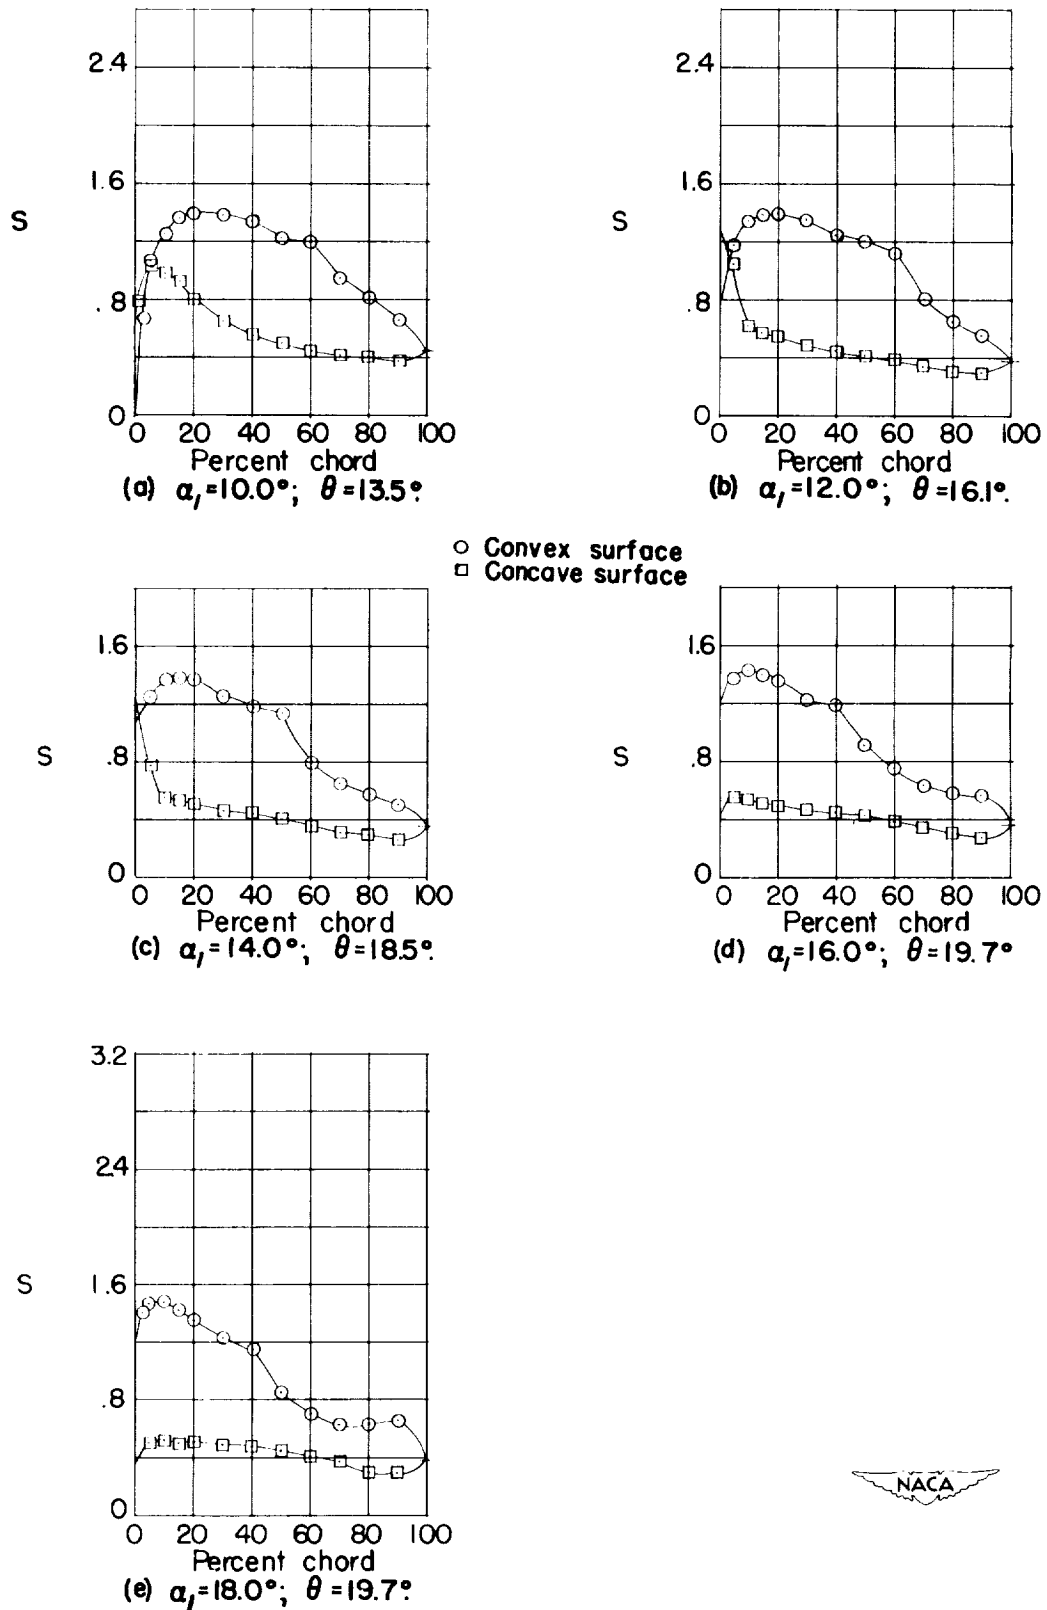 2.4 2.4
1.6 1.6
S S
.8 .8
0 0
0 20 40 60 80 100 0 20 40 60 80 100
Percent chord Percent chord
(a) α₁=10.0°; θ=13.5°. (b) α₁=12.0°; θ=16.1°.
○ Convex surface
□ Concave surface
1.6 1.6
S S
.8 .8
0 0
0 20 40 60 80 100 0 20 40 60 80 100
Percent chord Percent chord
(c) α₁=14.0°; θ=18.5°. (d) α₁=16.0°; θ=19.7°
3.2
2.4
S 1.6
.8
NACA
0
0 20 40 60 80 100
Percent chord
(e) α₁=18.0°; θ=19.7°.